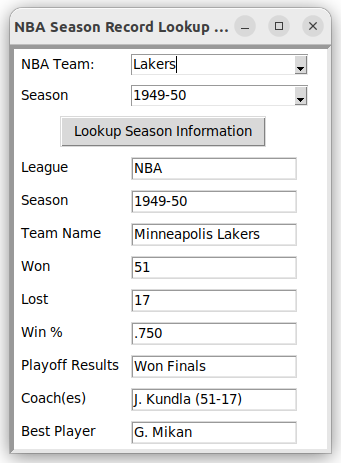 NBA Season Record Lookup ...
NBA Team: Lakers
Season 1949-50
Lookup Season Information
League NBA
Season 1949-50
Team Name Minneapolis Lakers
Won 51
Lost 17
Win % .750
Playoff Results Won Finals
Coach(es) J. Kundla (51-17)
Best Player G. Mikan